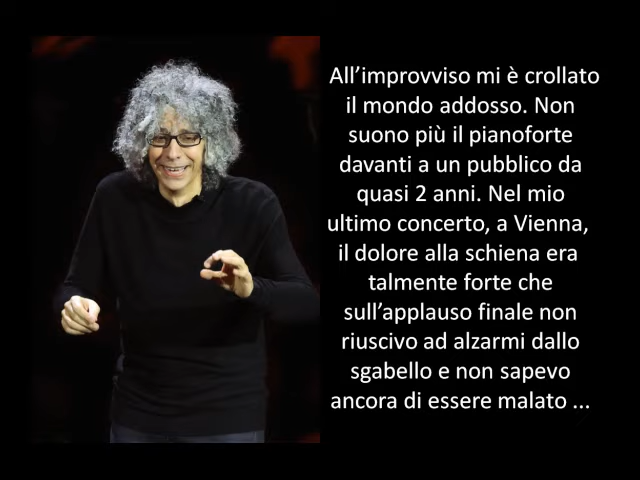 All’improvviso mi è crollato
il mondo addosso. Non
suono più il pianoforte
davanti a un pubblico da
quasi 2 anni. Nel mio
ultimo concerto, a Vienna,
il dolore alla schiena era
talmente forte che
sull’applauso finale non
riuscivo ad alzarmi dallo
sgabello e non sapevo
ancora di essere malato ...